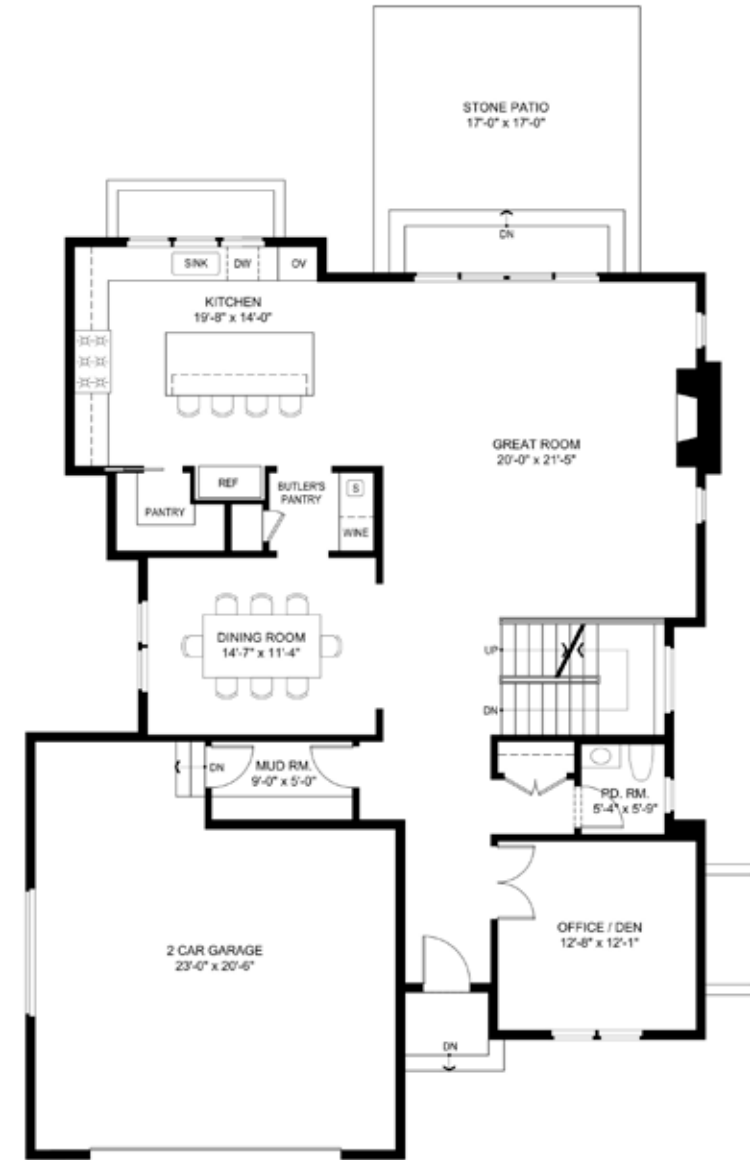 STONE PATIO
17'-0" x 17'-0"
DN
SINK
DW
OV
KITCHEN
19'-8" x 14'-0"
GREAT ROOM
20'-0" x 21'-5"
REF
BUTLER'S
PANTRY
S
PANTRY
WINE
DINING ROOM
14'-7" x 11'-4"
UP
DN
DN
MUD RM.
9'-0" x 5'-0"
PD. RM.
5'-4" x 5'-9"
OFFICE / DEN
12'-8" x 12'-1"
2 CAR GARAGE
23'-0" x 20'-6"
DN